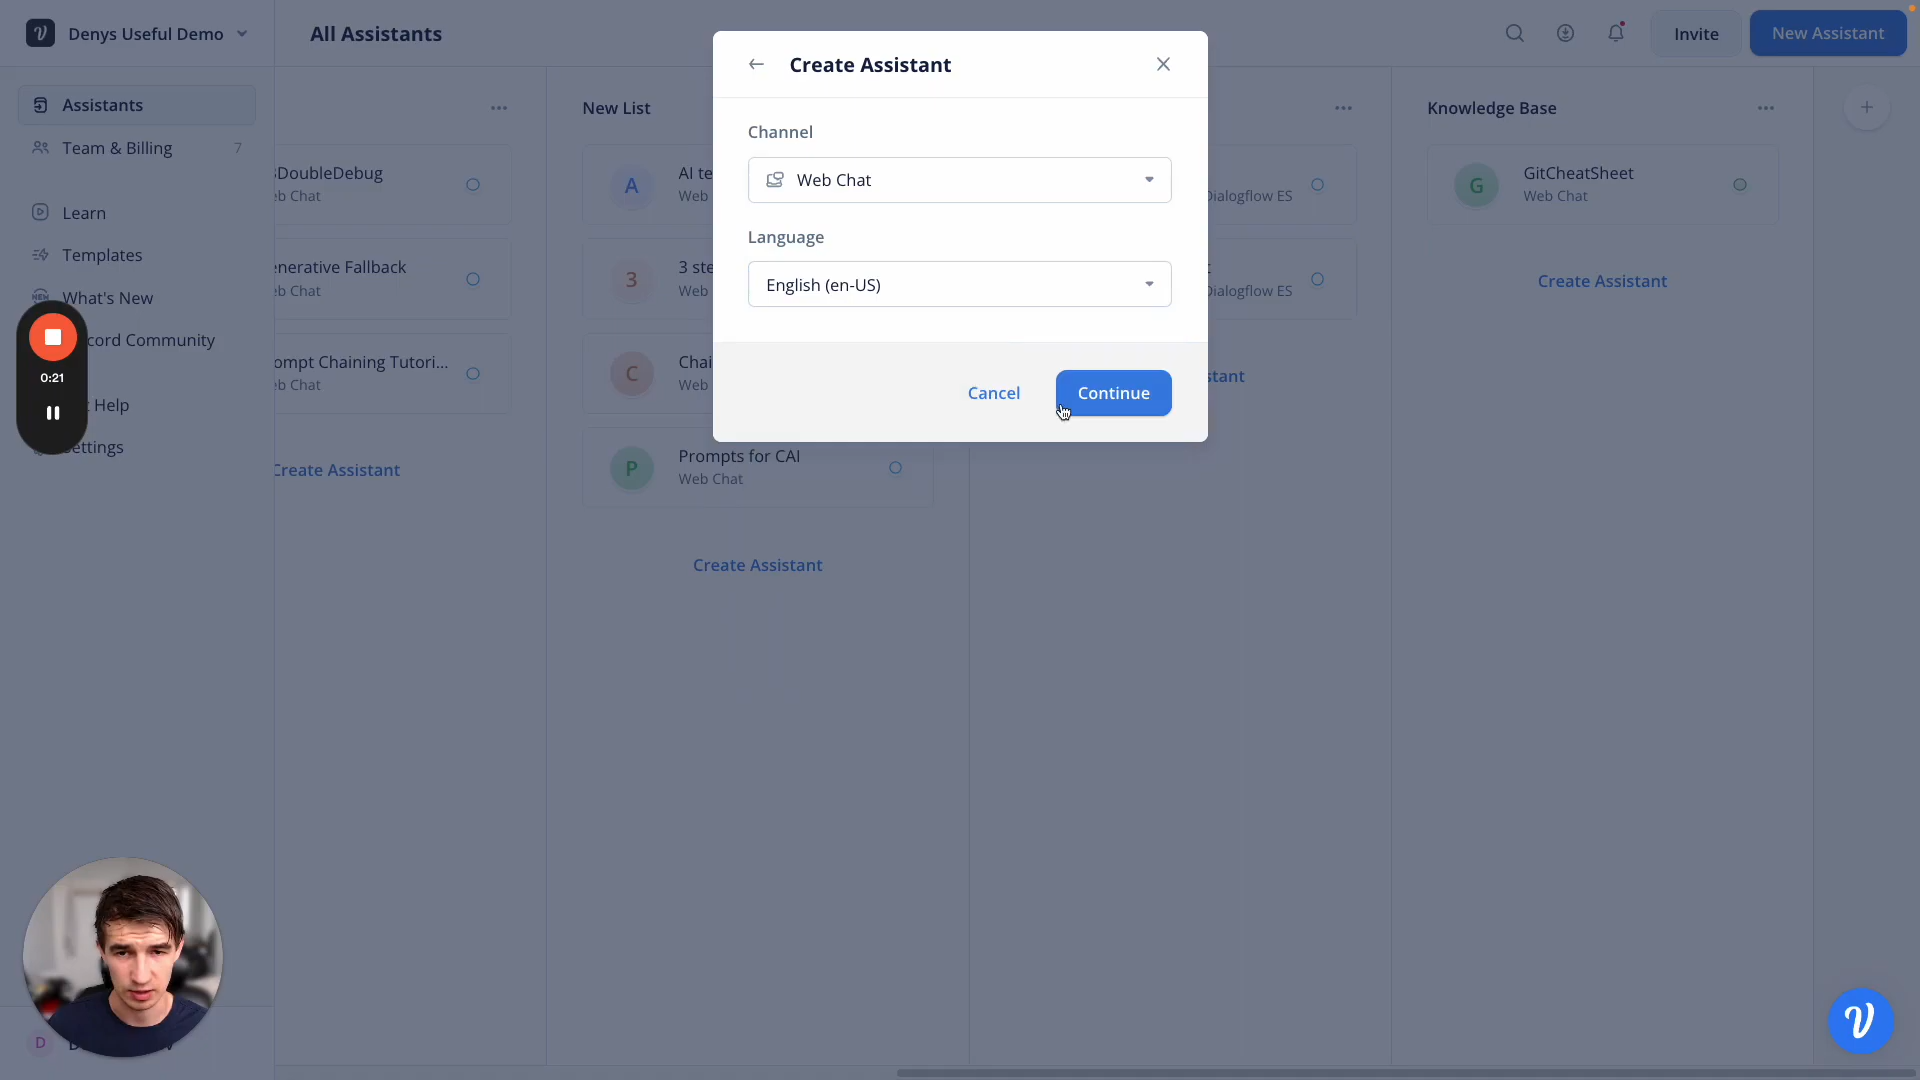 Denys Useful Demo
All Assistants
Invite
New Assistant
Assistants
Team & Billing
7
Learn
Templates
What's New
cord Community
Help
ettings
0:21
D
DoubleDebug
eb Chat
nerative Fallback
eb Chat
ompt Chaining Tutori...
eb Chat
Create Assistant
New List
A
AI te
Web
3
3 ste
Web
C
Chai
Web
P
Prompts for CAI
Web Chat
Create Assistant
Create Assistant
Channel
Web Chat
Language
English (en-US)
Cancel
Continue
Dialogflow ES
t
Dialogflow ES
stant
Knowledge Base
G
GitCheatSheet
Web Chat
Create Assistant